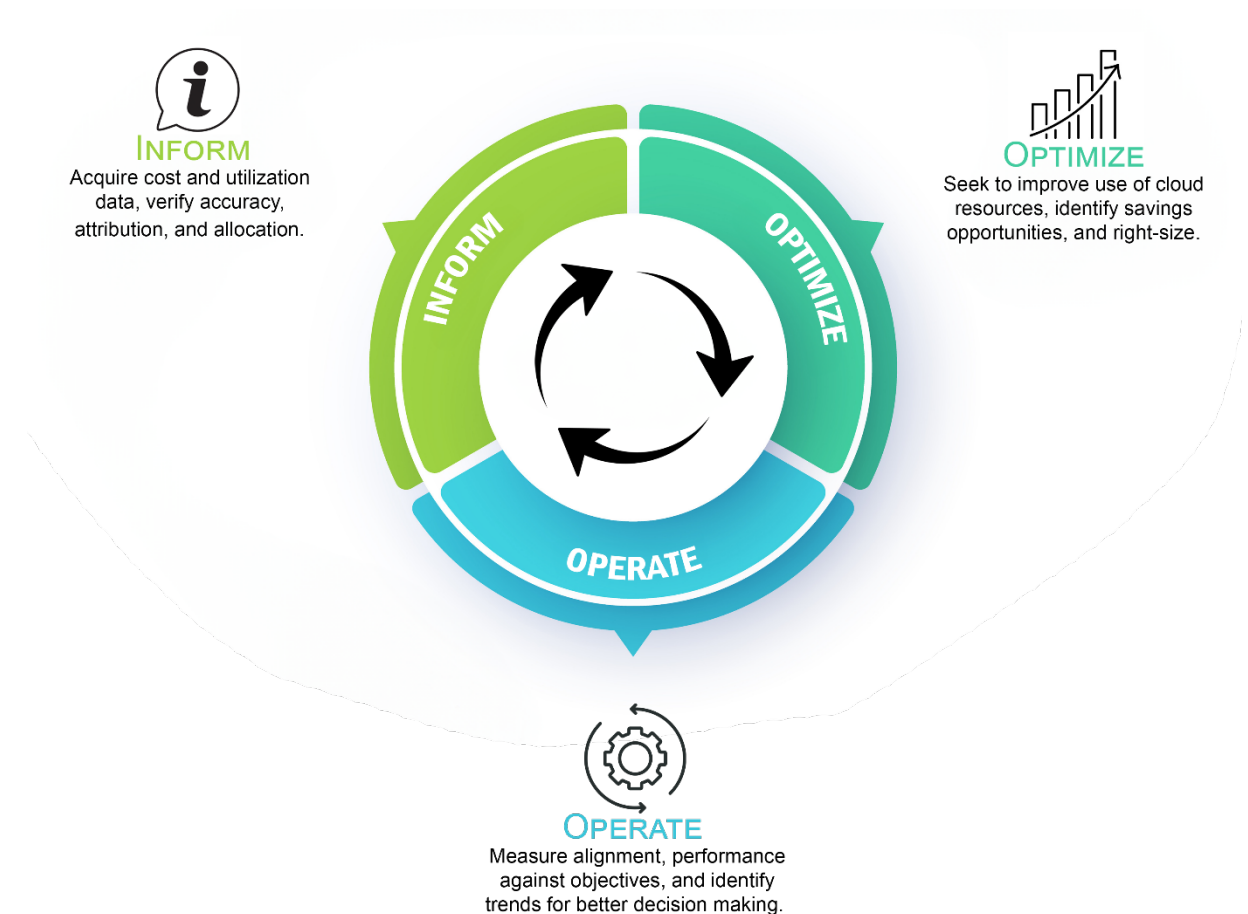 INFORM
Acquire cost and utilization
data, verify accuracy,
attribution, and allocation.
OPTIMIZE
Seek to improve use of cloud
resources, identify savings
opportunities, and right-size.
INFORM
OPTIMIZE
OPERATE
OPERATE
Measure alignment, performance
against objectives, and identify
trends for better decision making.